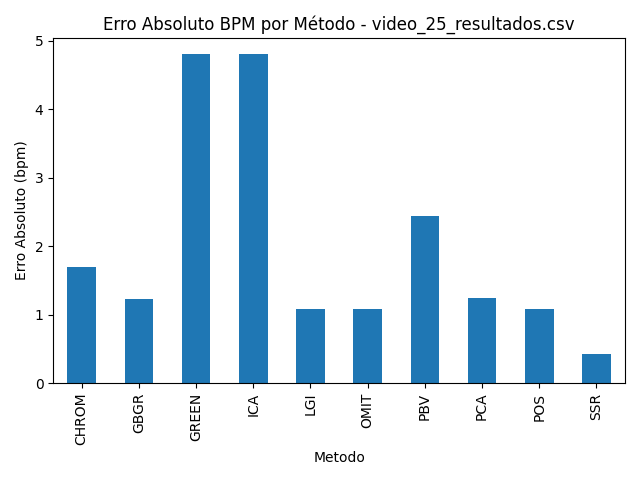 Erro Absoluto BPM por Método - video_25_resultados.csv
Erro Absoluto (bpm)
5
4
3
2
1
0
CHROM
GBGR
GREEN
ICA
LGI
OMIT
PBV
PCA
POS
SSR
Metodo